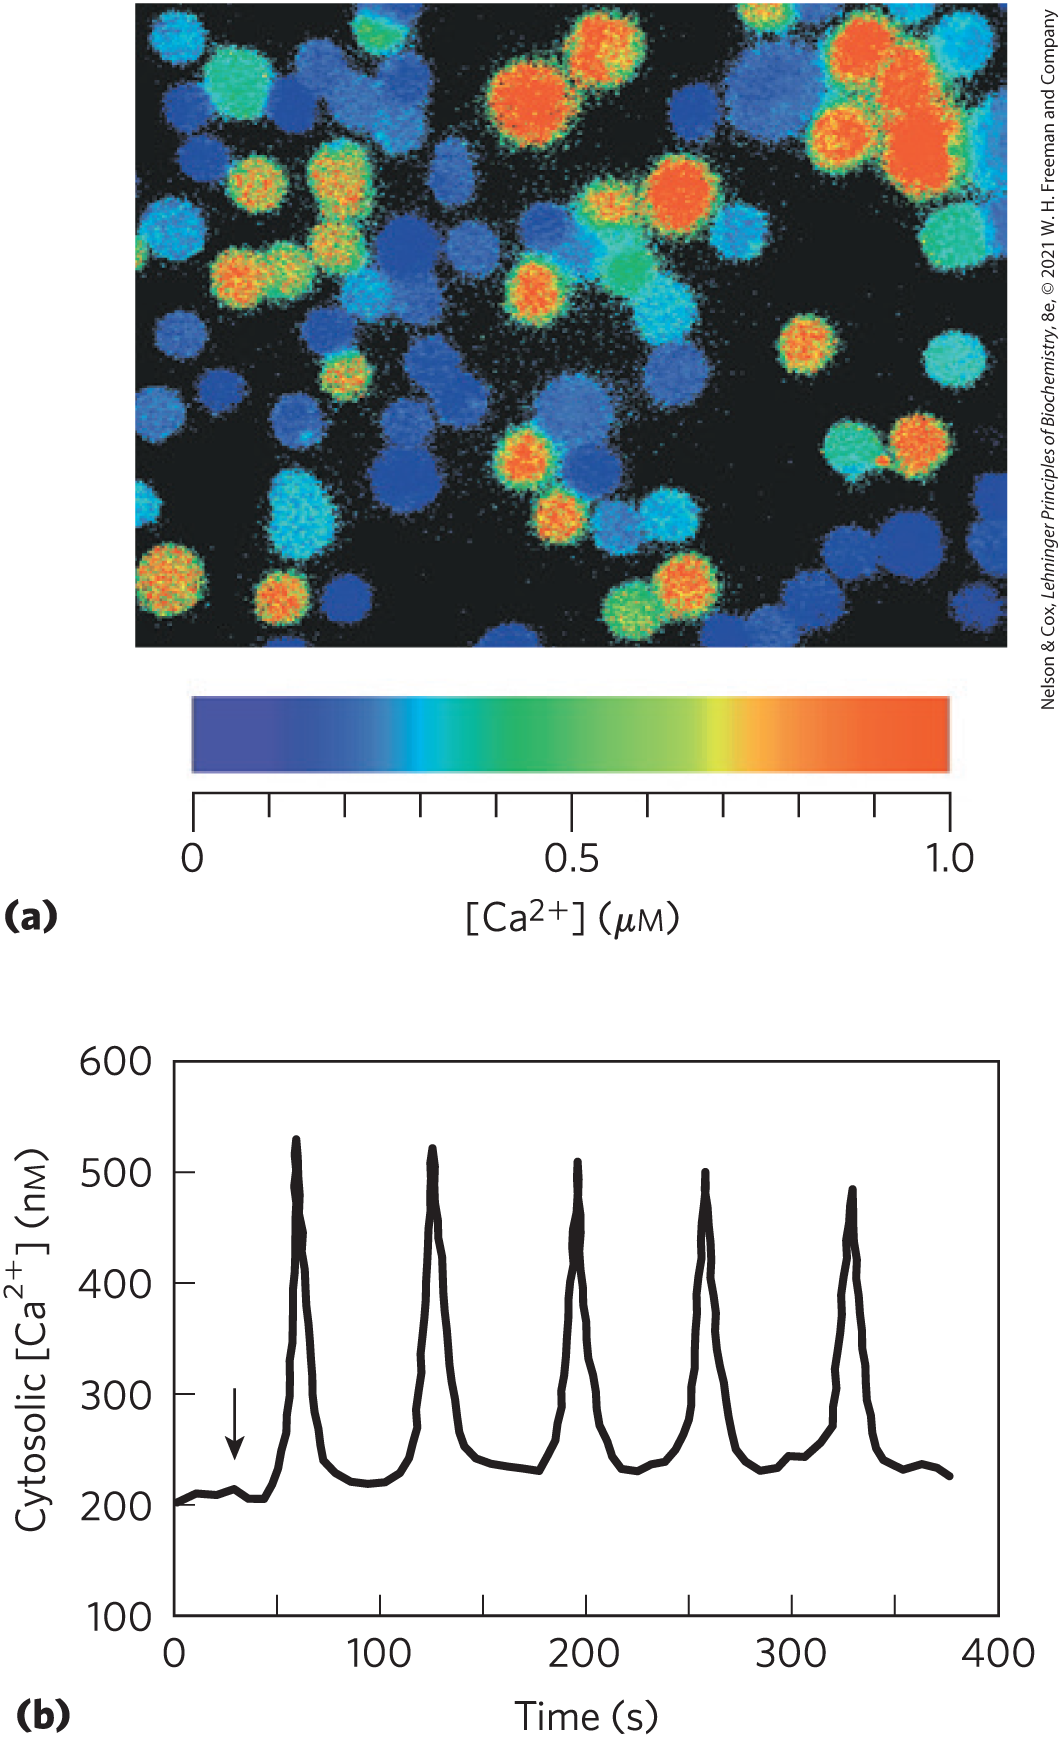 Nelson & Cox, Lehninger Principles of Biochemistry, 8e, © 2021 W. H. Freeman and Company
0
0.5
1.0
[Ca2+] (μM)
(a)
600
500
400
300
200
100
Cytosolic [Ca2+] (nM)
0
100
200
300
400
Time (s)
(b)